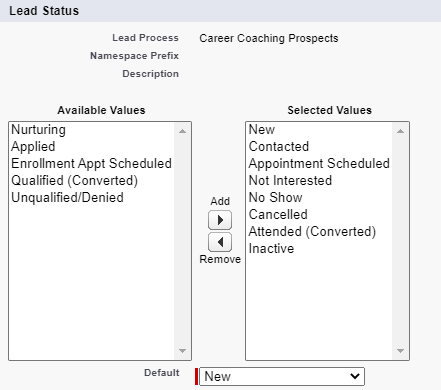 Lead Status
Lead Process Career Coaching Prospects
Namespace Prefix
Description
Available Values
Nurturing
Applied
Enrollment Appt Scheduled
Qualified (Converted)
Unqualified/Denied
Add
Remove
Selected Values
New
Contacted
Appointment Scheduled
Not Interested
No Show
Cancelled
Attended (Converted)
Inactive
Default New